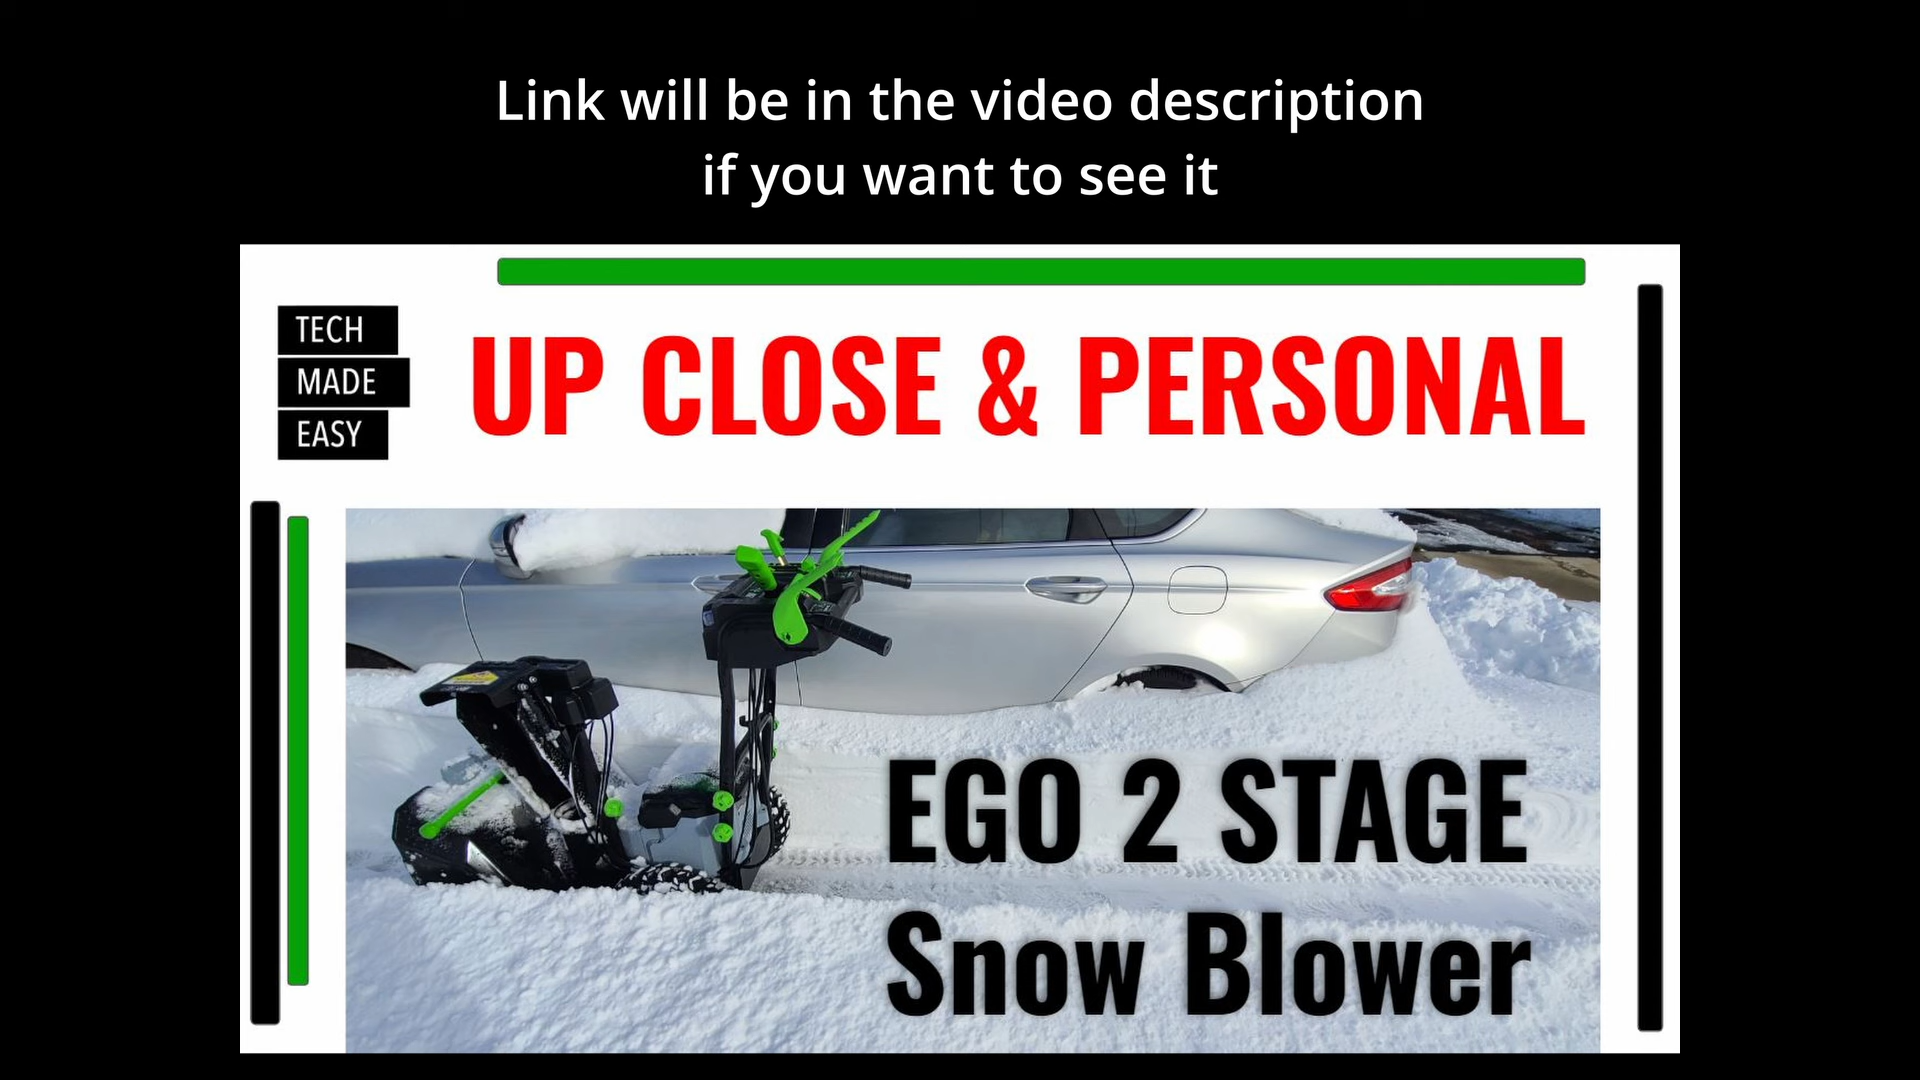 Link will be in the video description
if you want to see it
TECH
MADE
EASY
UP CLOSE & PERSONAL
EGO 2 STAGE
Snow Blower